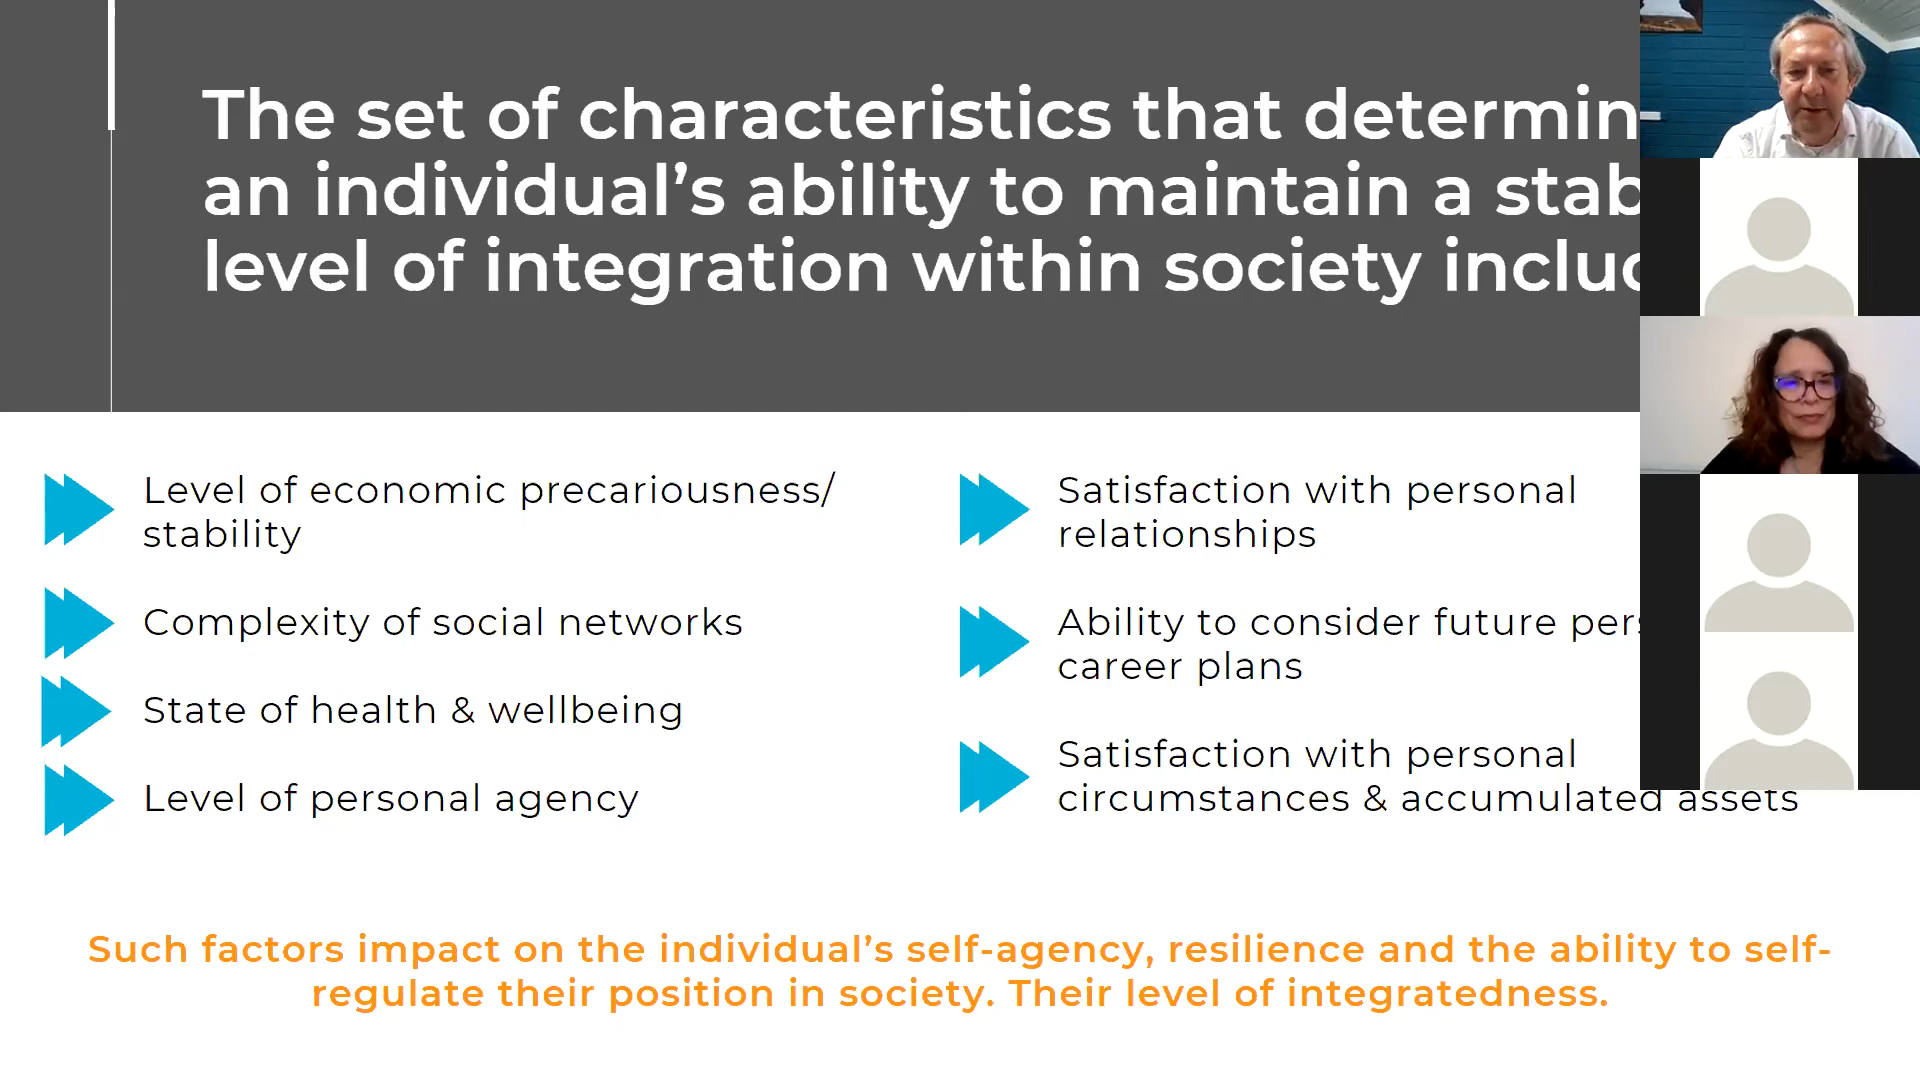 The set of characteristics that determin
an individual’s ability to maintain a stab
level of integration within society inclu
Level of economic precariousness/
stability
Complexity of social networks
State of health & wellbeing
Level of personal agency
Satisfaction with personal
relationships
Ability to consider future pers
career plans
Satisfaction with personal
circumstances & accumulated assets
Such factors impact on the individual’s self-agency, resilience and the ability to self-
regulate their position in society. Their level of integratedness.